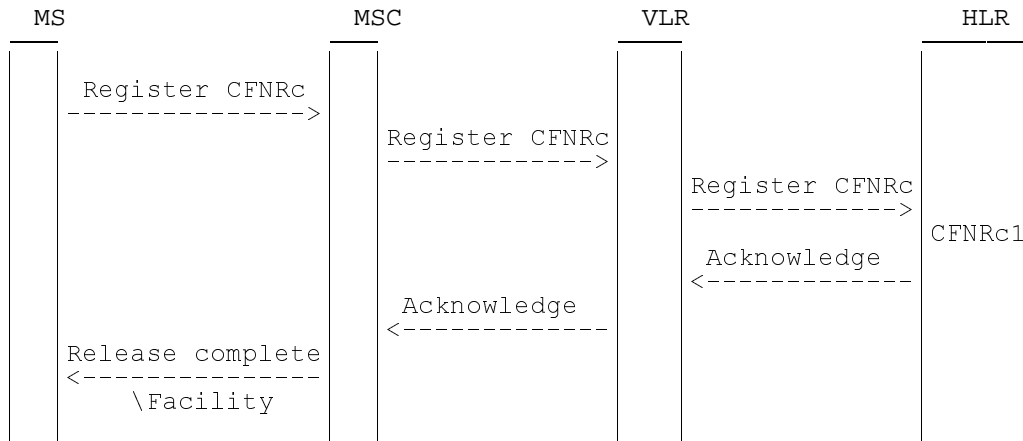 MS MSC VLR HLR
Register CFNRc
--------------->
Register CFNRc
------------->
Register CFNRc
------------->
CFNRc1
Acknowledge
<-------------
Acknowledge
<-------------
Release complete
<---------------
\Facility